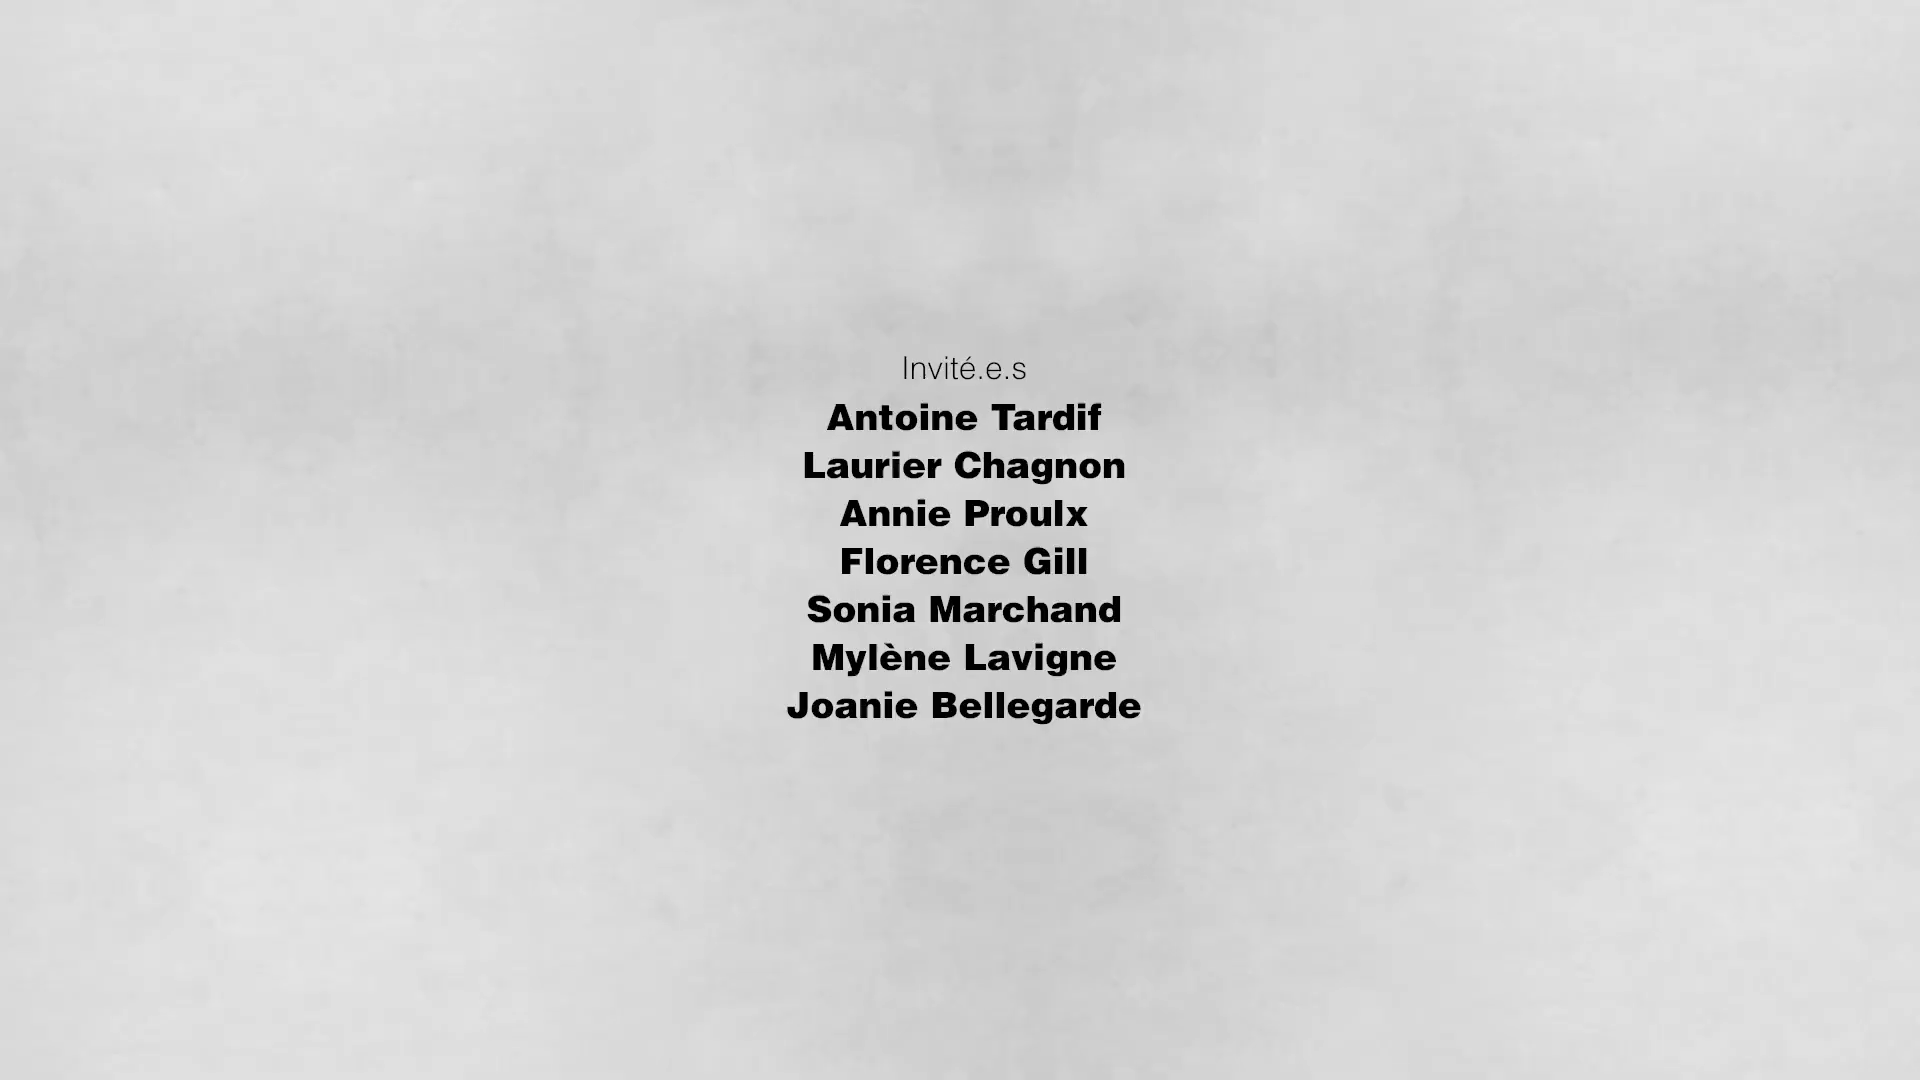 Invité.e.s
Antoine Tardif
Laurier Chagnon
Annie Proulx
Florence Gill
Sonia Marchand
Mylène Lavigne
Joanie Bellegarde